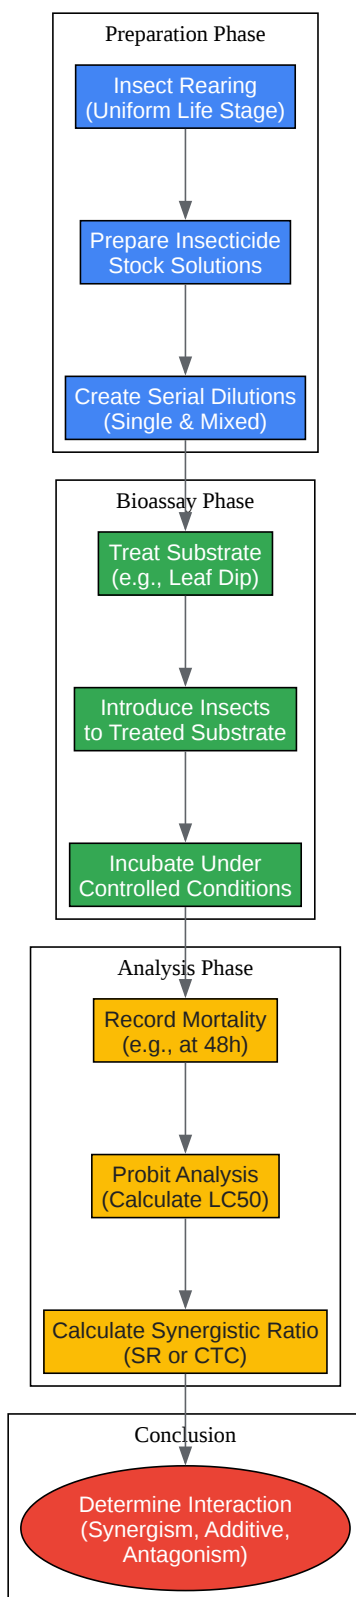 Preparation Phase
Insect Rearing
(Uniform Life Stage)
Prepare Insecticide
Stock Solutions
Create Serial Dilutions
(Single & Mixed)
Bioassay Phase
Treat Substrate
(e.g., Leaf Dip)
Introduce Insects
to Treated Substrate
Incubate Under
Controlled Conditions
Analysis Phase
Record Mortality
(e.g., at 48h)
Probit Analysis
(Calculate LC50)
Calculate Synergistic Ratio
(SR or CTC)
Conclusion
Determine Interaction
(Synergism, Additive,
Antagonism)